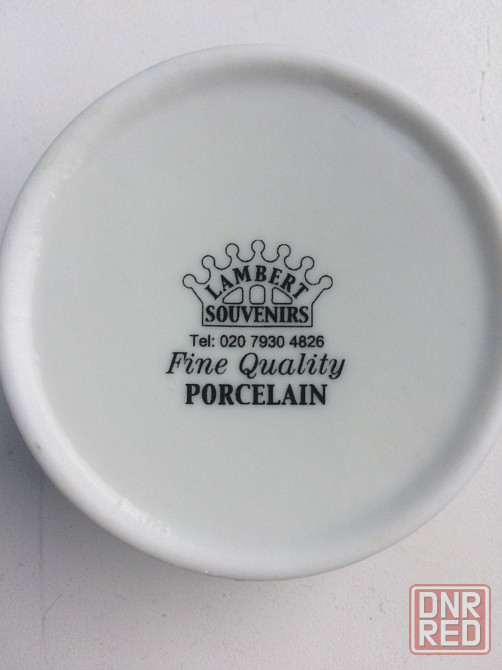 LAMBERT
SOUVENIRS
Tel: 020 7930 4826
Fine Quality
PORCELAIN
DNR
RED